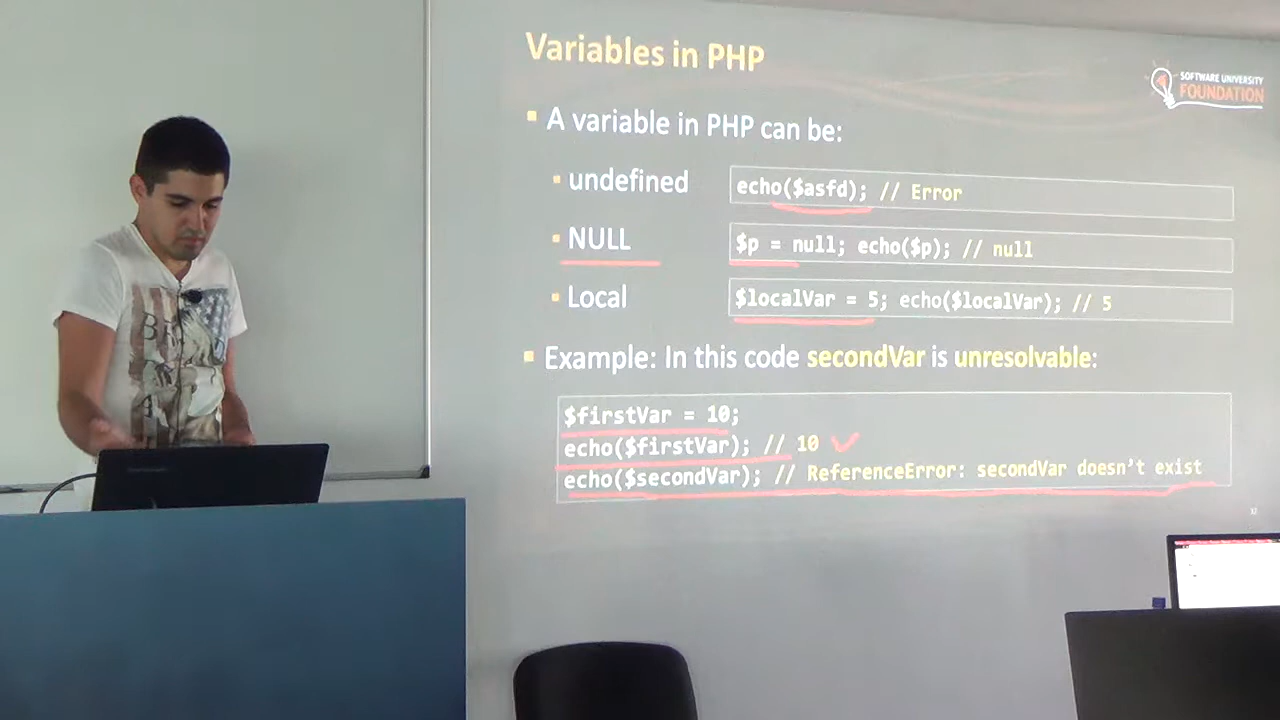 Variables in PHP
SOFTWARE UNIVERSITY
FOUNDATION
A variable in PHP can be:
undefined
echo($asfd); // Error
NULL
$p = null; echo($p); // null
Local
$localVar = 5; echo($localVar); // 5
Example: In this code secondVar is unresolvable:
$firstVar = 10;
echo($firstVar); // 10
echo($secondVar); // ReferenceError: secondVar doesn't exist